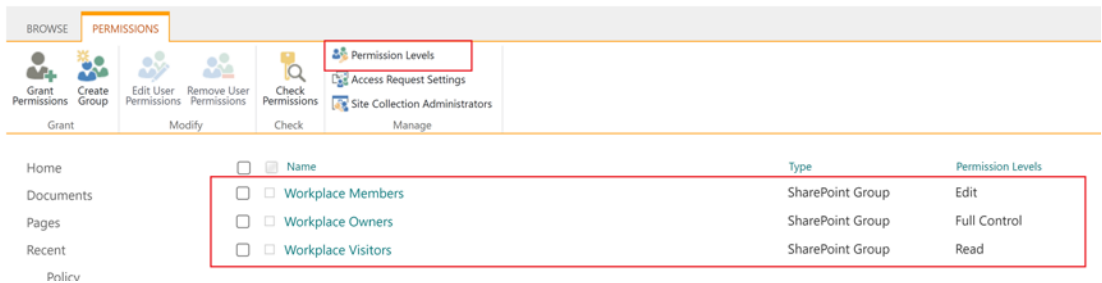 BROWSE PERMISSIONS
Grant Permissions
Create Group
Edit User Permissions
Remove User Permissions
Check Permissions
Permission Levels
Access Request Settings
Site Collection Administrators
Grant Modify Check Manage
Home
Documents
Pages
Recent
Policy
Name Type Permission Levels
Workplace Members SharePoint Group Edit
Workplace Owners SharePoint Group Full Control
Workplace Visitors SharePoint Group Read